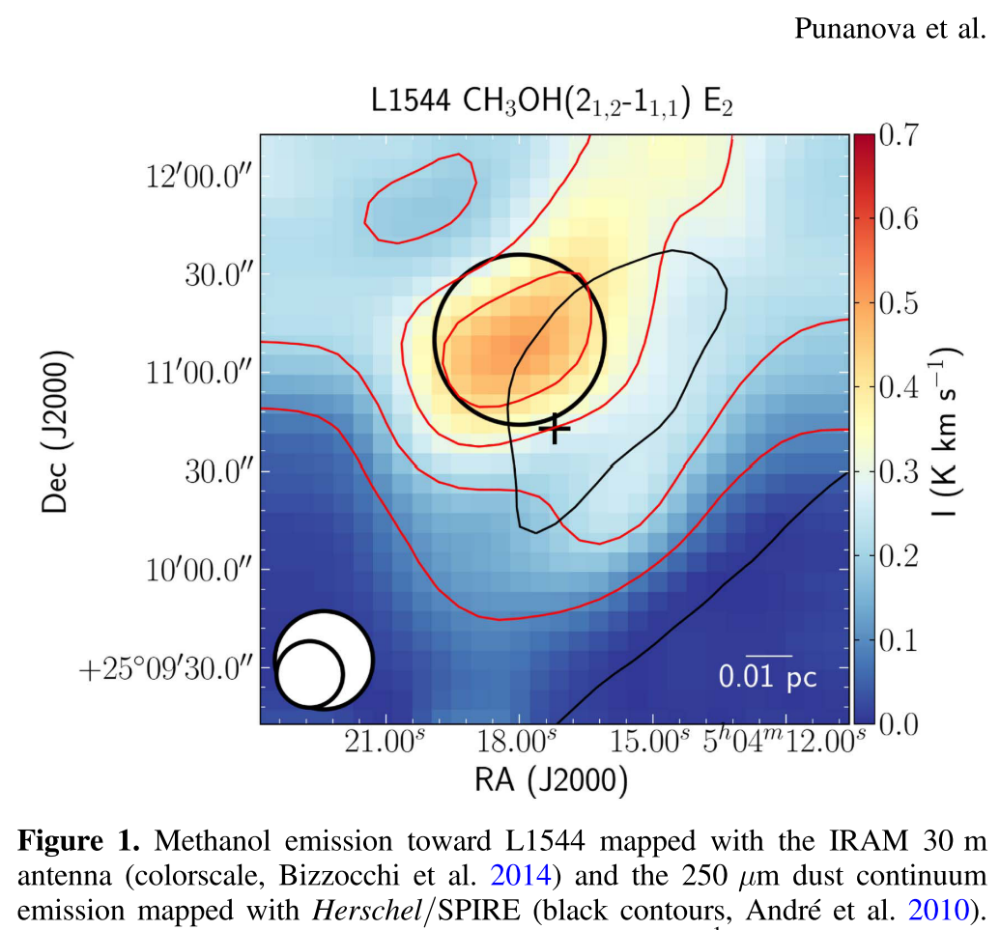 Punanova et al.
L1544 CH₃OH(2₁,₂-1₁,₁) E₂
12′00.0″
30.0″
11′00.0″
30.0″
10′00.0″
+25°09′30.0″
Dec (J2000)
0.01 pc
21.00ˢ 18.00ˢ 15.00ˢ 5ʰ04ᵐ12.00ˢ
RA (J2000)
0.7
0.6
0.5
0.4
0.3
0.2
0.1
0.0
I (K km s⁻¹)
Figure 1. Methanol emission toward L1544 mapped with the IRAM 30 m
antenna (colorscale, Bizzocchi et al. 2014) and the 250 μm dust continuum
emission mapped with Herschel/SPIRE (black contours, André et al. 2010).